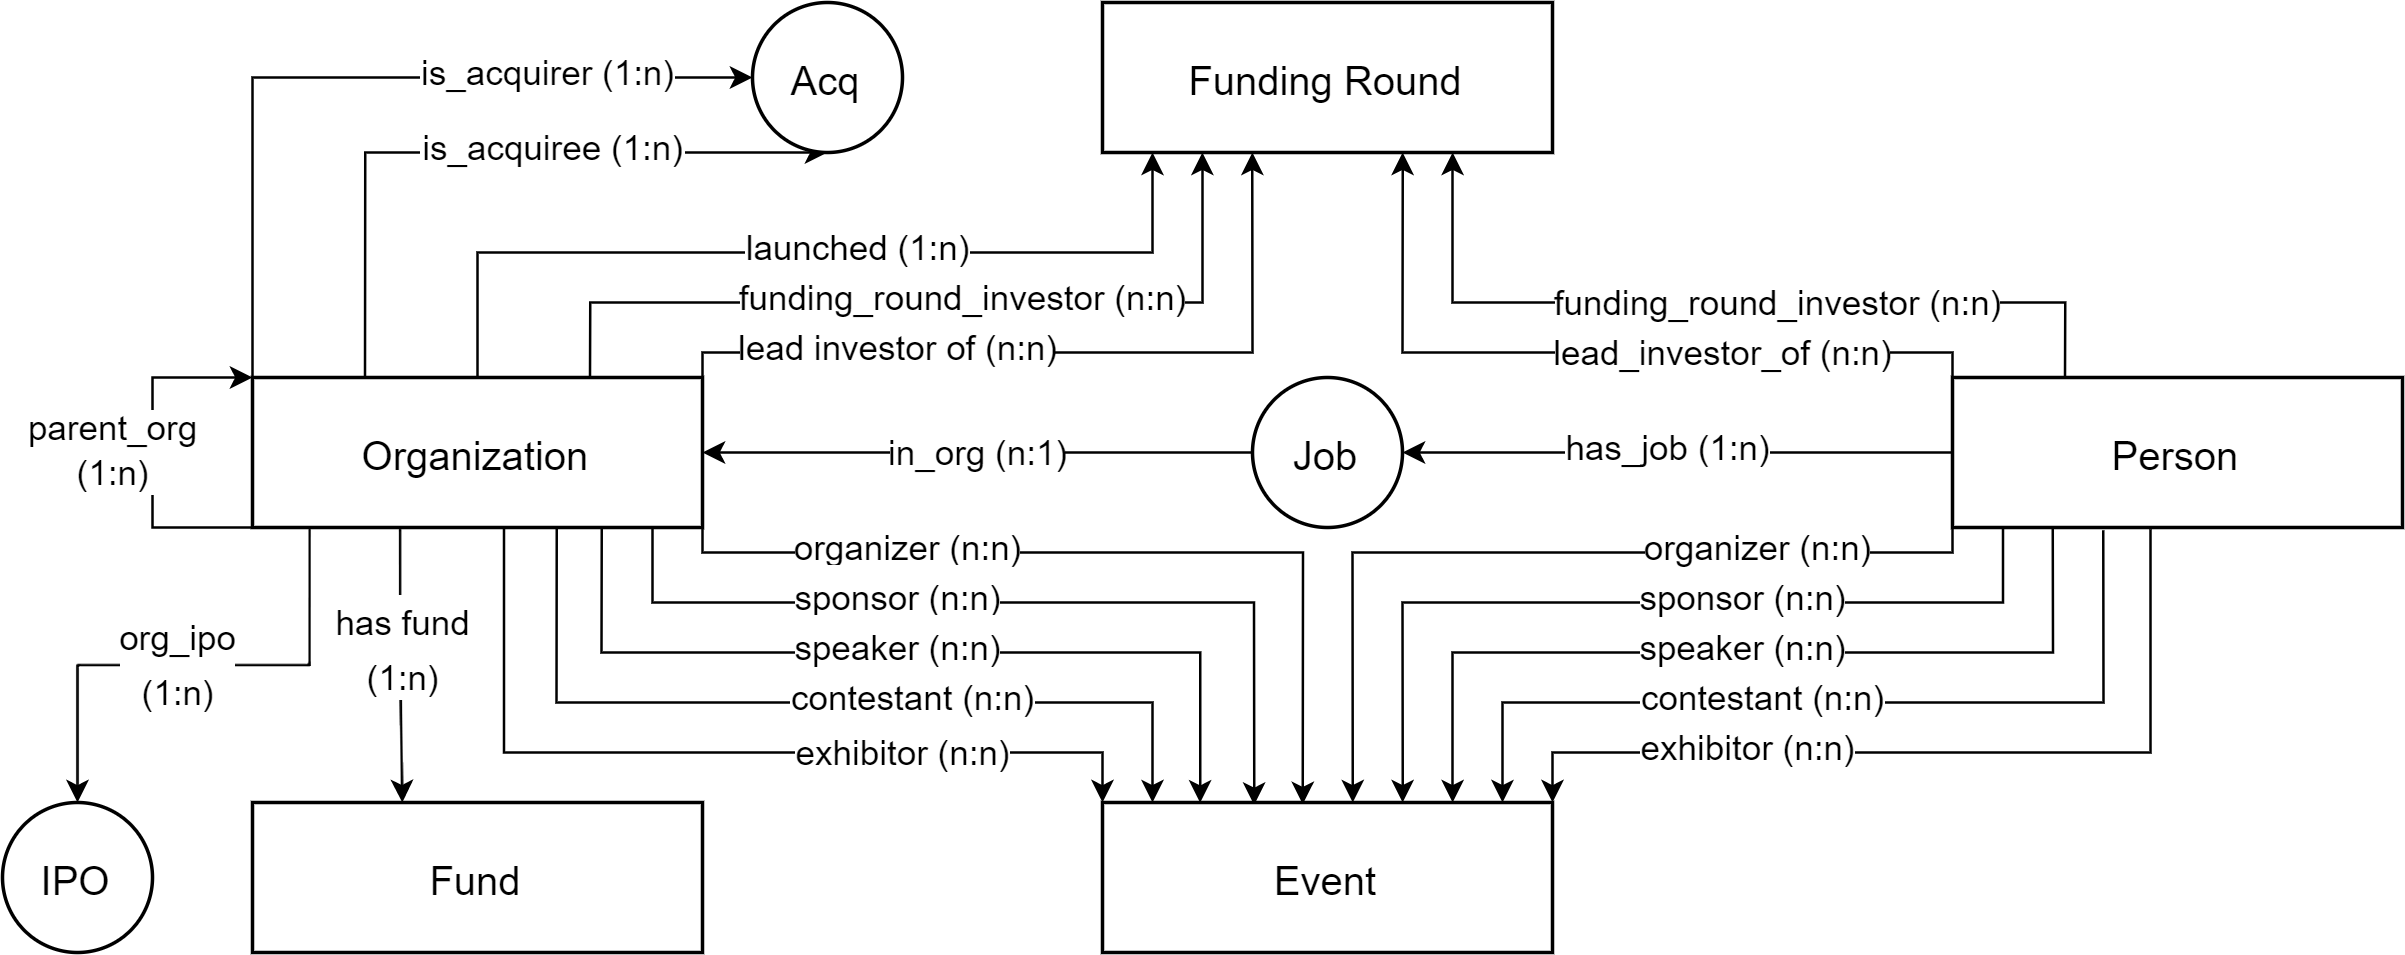 is_acquirer (1:n)
Acq
Funding Round
is_acquiree (1:n)
launched (1:n)
funding_round_investor (n:n)
funding_round_investor (n:n)
lead investor of (n:n)
lead_investor_of (n:n)
parent_org
(1:n)
Organization
in_org (n:1)
Job
has_job (1:n)
Person
organizer (n:n)
organizer (n:n)
sponsor (n:n)
sponsor (n:n)
org_ipo
(1:n)
has fund
(1:n)
speaker (n:n)
speaker (n:n)
contestant (n:n)
contestant (n:n)
exhibitor (n:n)
exhibitor (n:n)
IPO
Fund
Event